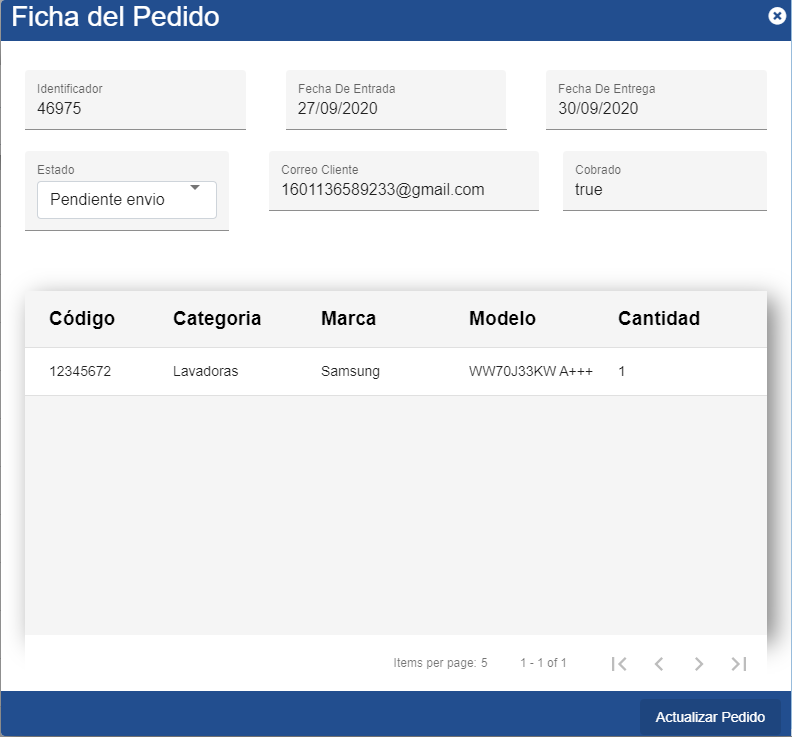 Ficha del Pedido
Identificador
46975
Fecha De Entrada
27/09/2020
Fecha De Entrega
30/09/2020
Estado
Pendiente envio
Correo Cliente
1601136589233@gmail.com
Cobrado
true
Código Categoria Marca Modelo Cantidad
12345672 Lavadoras Samsung WW70J33KW A+++ 1
Items per page: 5 1 - 1 of 1
Actualizar Pedido